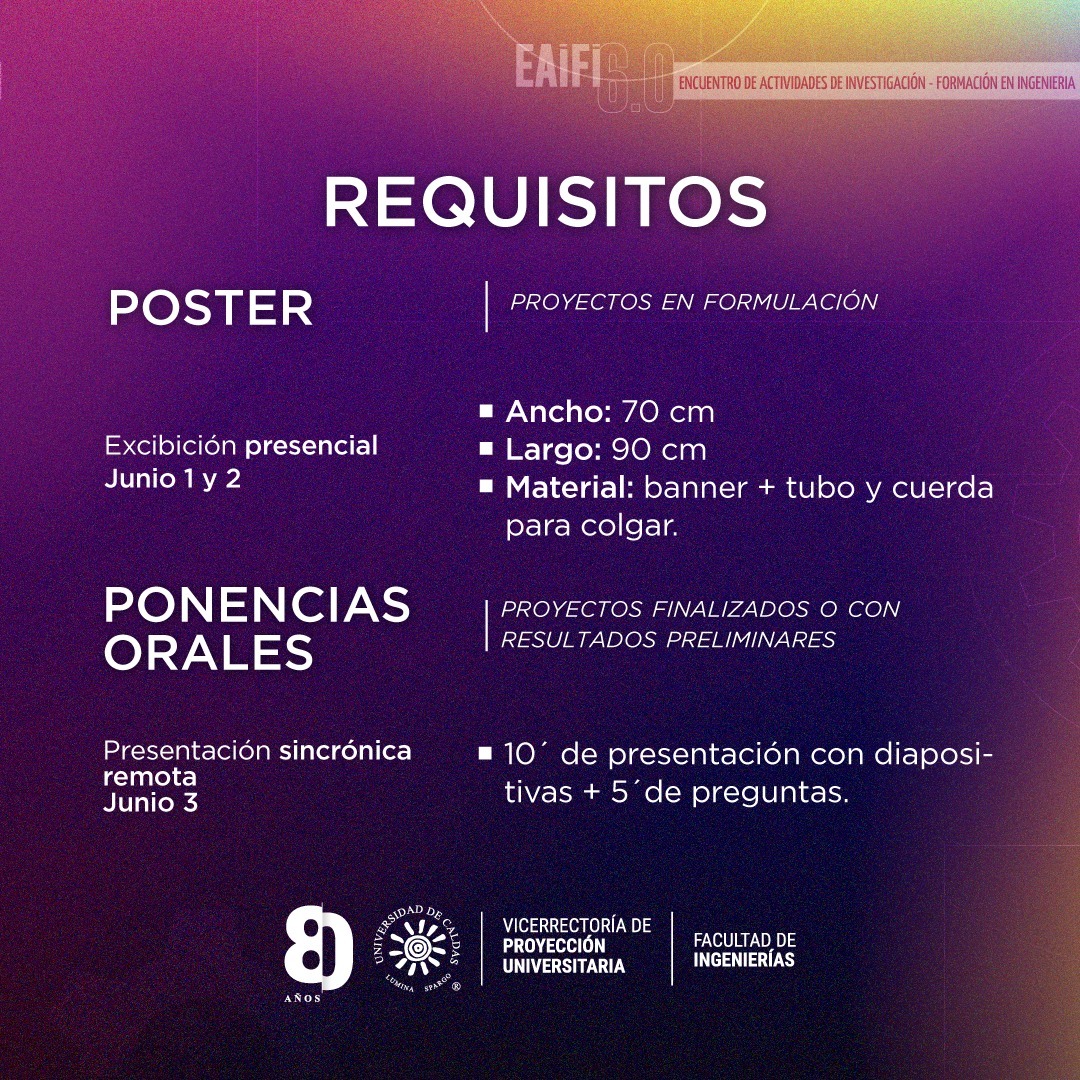 EAiFi 6.0
ENCUENTRO DE ACTIVIDADES DE INVESTIGACIÓN - FORMACIÓN EN INGENIERIA
REQUISITOS
POSTER
PROYECTOS EN FORMULACIÓN
Excibición presencial
Junio 1 y 2
▪ Ancho: 70 cm
▪ Largo: 90 cm
▪ Material: banner + tubo y cuerda
para colgar.
PONENCIAS
ORALES
PROYECTOS FINALIZADOS O CON
RESULTADOS PRELIMINARES
Presentación sincrónica
remota
Junio 3
▪ 10´ de presentación con diaposi-
tivas + 5´de preguntas.
80
AÑOS
UNIVERSIDAD DE CALDAS
LUMINA SPARGO
®
VICERRECTORÍA DE
PROYECCIÓN
UNIVERSITARIA
FACULTAD DE
INGENIERÍAS